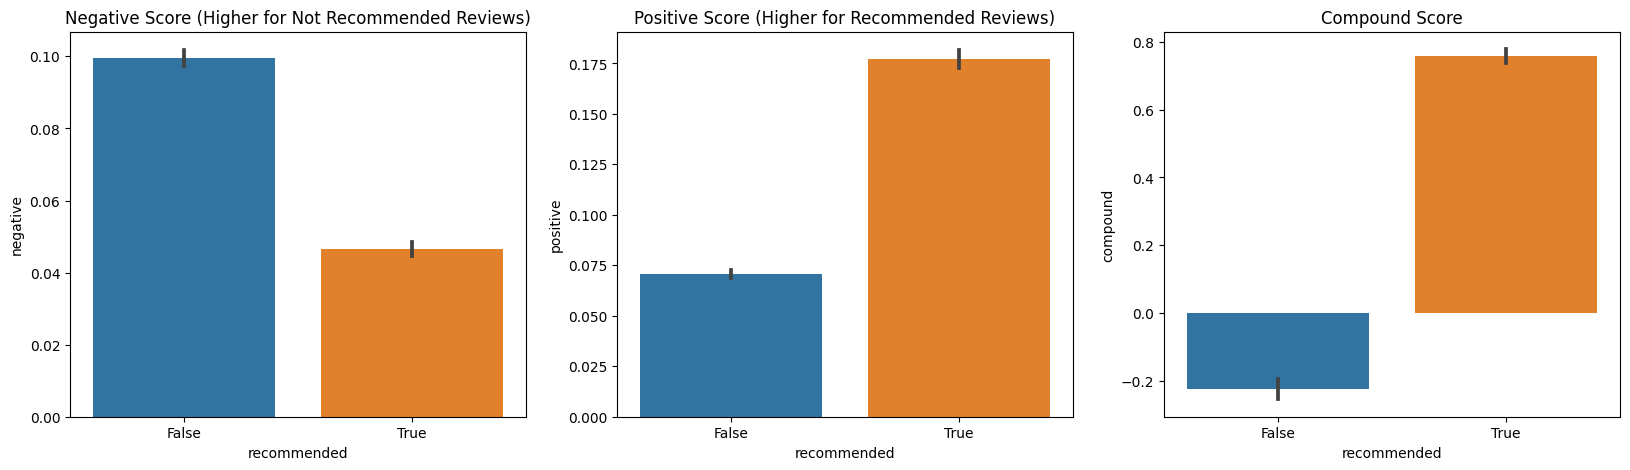 Negative Score (Higher for Not Recommended Reviews)
0.10
0.08
0.06
0.04
0.02
0.00
negative
False
True
recommended
Positive Score (Higher for Recommended Reviews)
0.175
0.150
0.125
0.100
0.075
0.050
0.025
0.000
positive
False
True
recommended
Compound Score
0.8
0.6
0.4
0.2
0.0
−0.2
compound
False
True
recommended